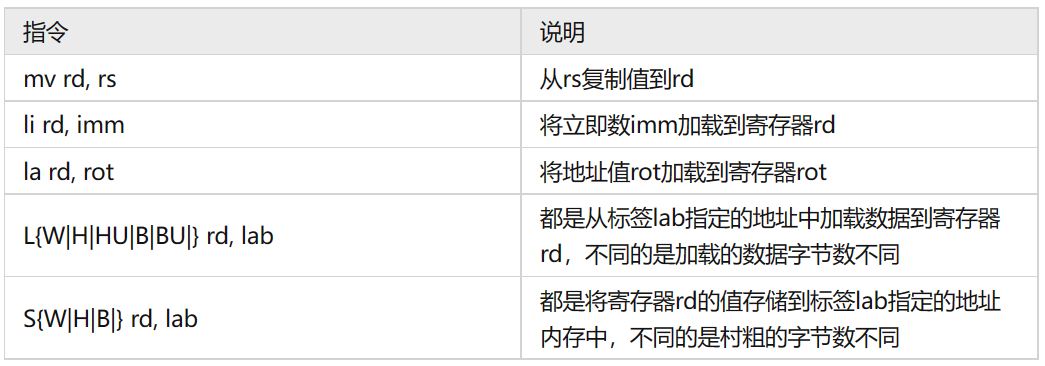 指令 说明
mv rd, rs 从rs复制值到rd
li rd, imm 将立即数imm加载到寄存器rd
la rd, rot 将地址值rot加载到寄存器rot
L{W|H|HU|B|BU|} rd, lab 都是从标签lab指定的地址中加载数据到寄存器
rd，不同的是加载的数据字节数不同
S{W|H|B|} rd, lab 都是将寄存器rd的值存储到标签lab指定的地址
内存中，不同的是村粗的字节数不同